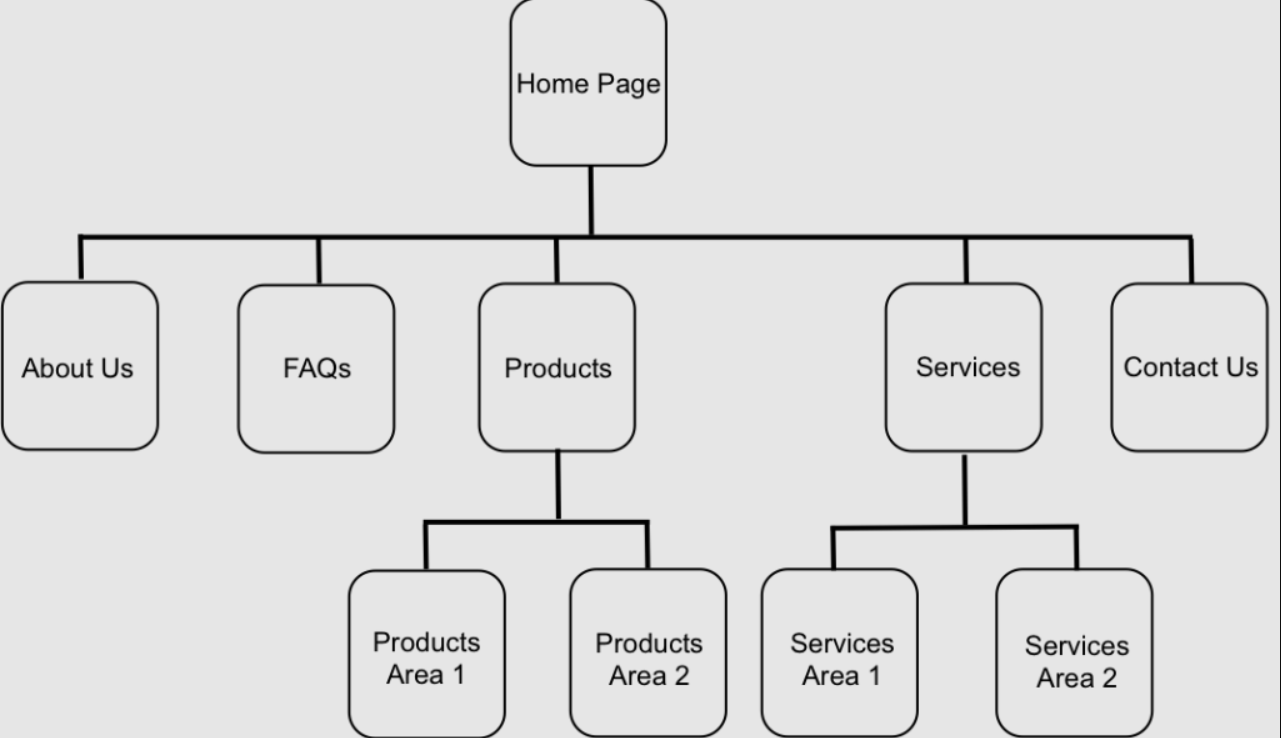 Home Page
About Us
FAQs
Products
Services
Contact Us
Products
Area 1
Products
Area 2
Services
Area 1
Services
Area 2